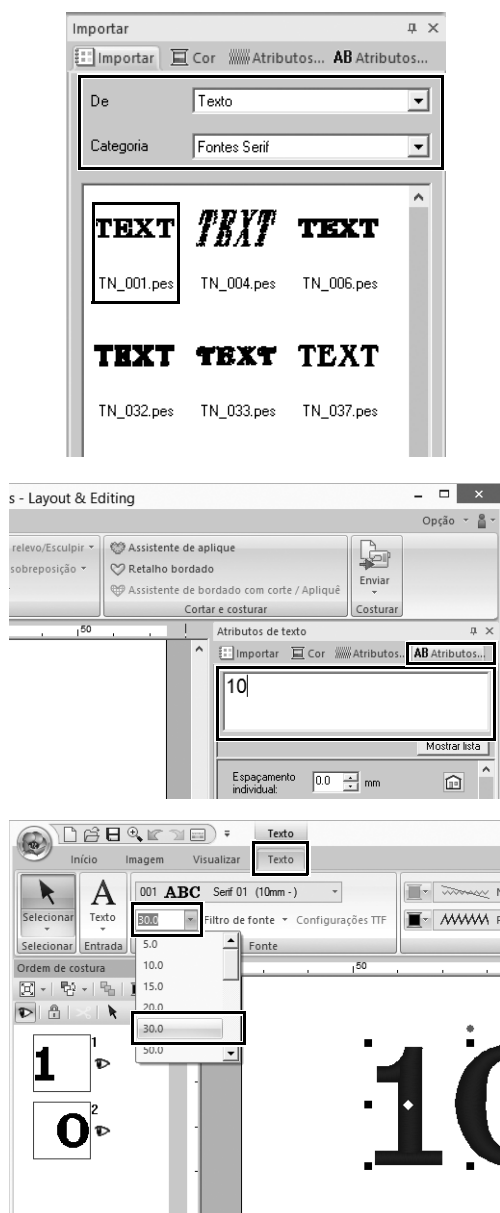 Importar
Importar Cor Atributos... AB Atributos...
De Texto
Categoria Fontes Serif
TEXT TEXT TEXT
TN_001.pes TN_004.pes TN_006.pes
TEXT TEXT TEXT
TN_032.pes TN_033.pes TN_037.pes
s - Layout & Editing
Opção
relevo/Esculpir Assistente de aplique
sobreposição Retalho bordado
Assistente de bordado com corte / Apliquê
Enviar
Cortar e costurar Costurar
50
Atributos de texto
Importar Cor Atributos... AB Atributos...
10
Mostrar lista
Espaçamento individual: 0.0 mm
Texto
Início Imagem Visualizar Texto
Selecionar Texto
001 ABC Serif 01 (10mm - )
30.0 Filtro de fonte Configurações TTF
Selecionar Entrada Fonte
Ordem de costura
5.0
10.0
15.0
20.0
30.0
50.0
50
1 1
0 2
10